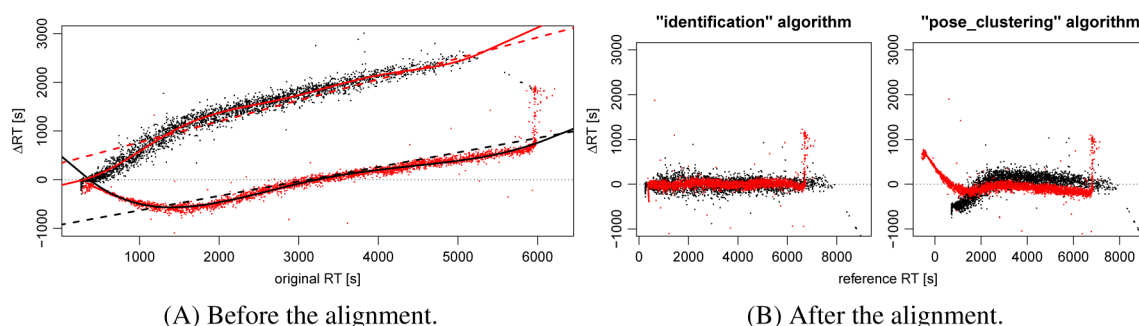 "identification" algorithm
"pose_clustering" algorithm
ΔRT [s]
3000
2000
1000
0
-1000
1000 2000 3000 4000 5000 6000
original RT [s]
ΔRT [s]
3000
2000
1000
0
-1000
0 2000 4000 6000 8000
3000
2000
1000
0
-1000
0 2000 4000 6000 8000
reference RT [s]
(A) Before the alignment.
(B) After the alignment.